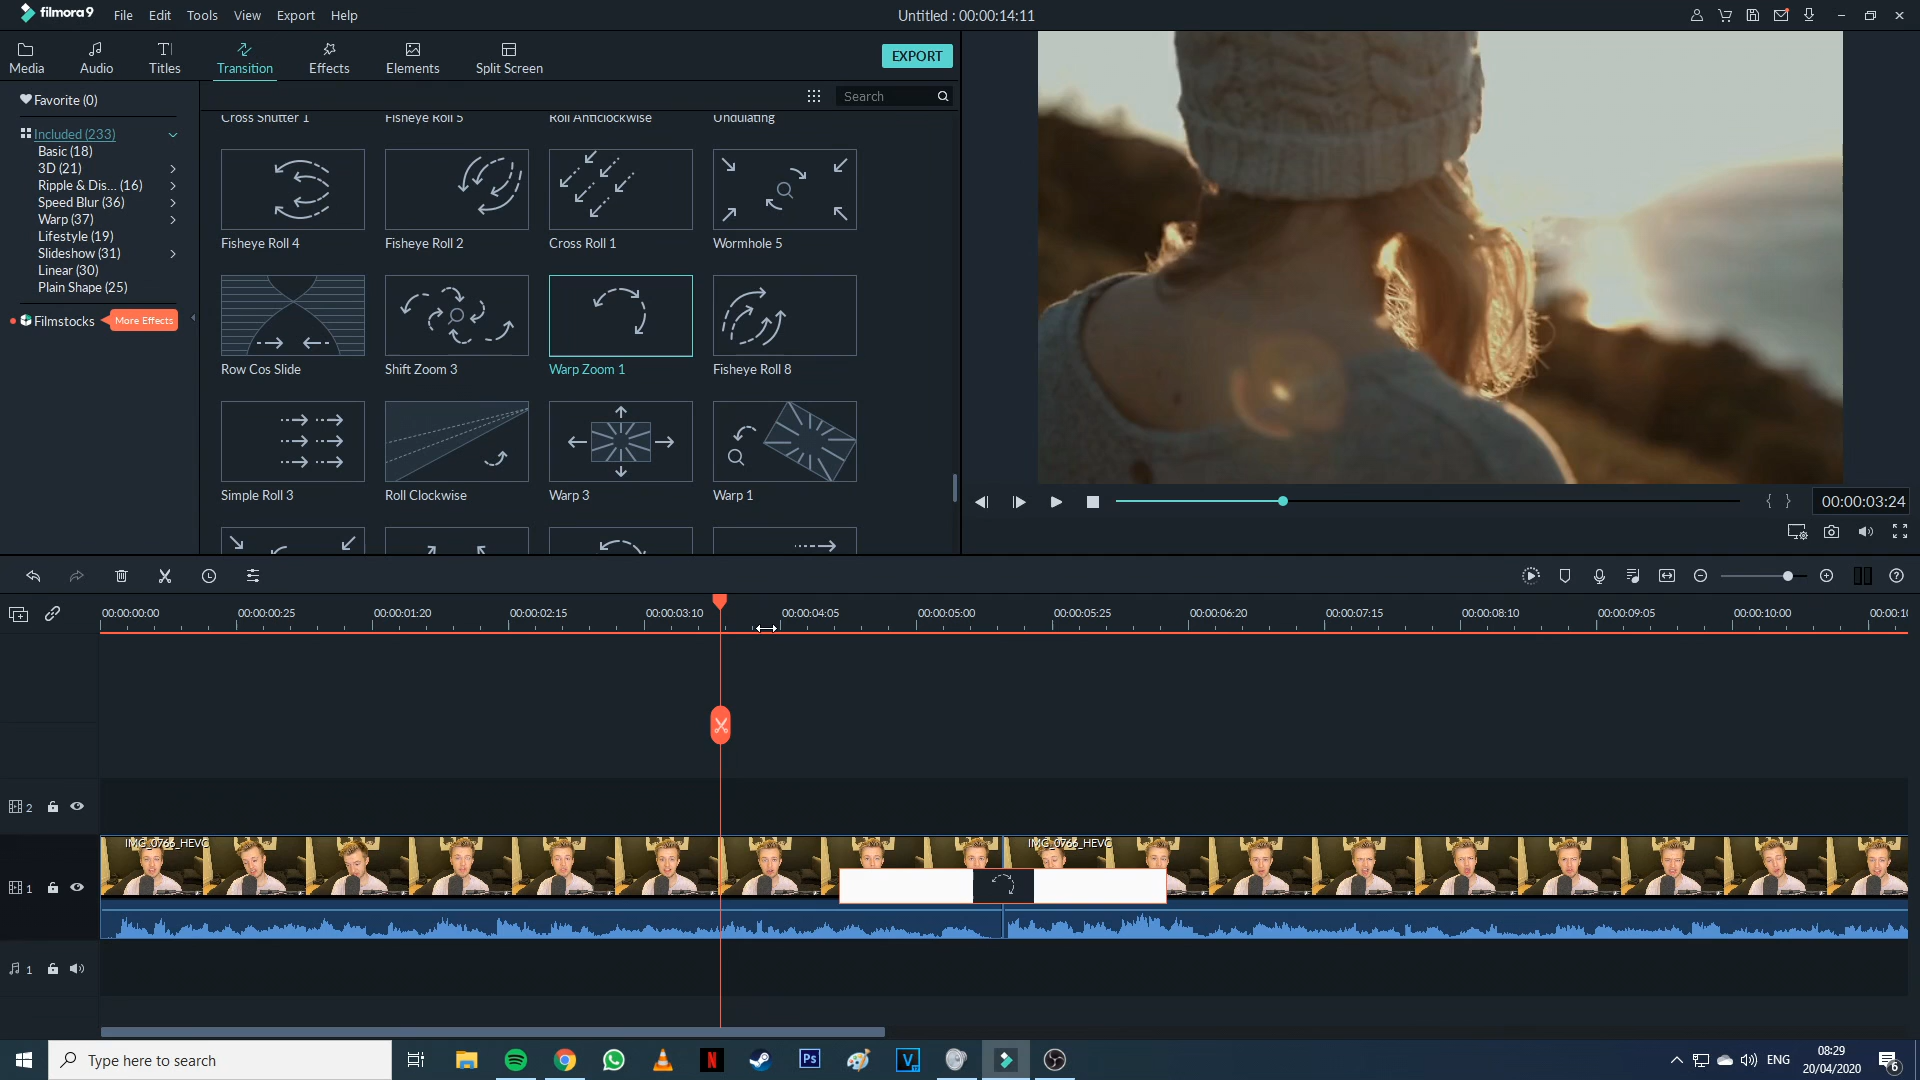 filmora 9
File Edit Tools View Export Help
Untitled : 00:00:14:11
Media Audio Titles Transition Effects Elements Split Screen
EXPORT
Favorite (0)
Search
Included (233)
Basic (18)
3D (21)
Ripple & Dis... (16)
Speed Blur (36)
Warp (37)
Lifestyle (19)
Slideshow (31)
Linear (30)
Plain Shape (25)
Filmstocks More Effects
Cross Shutter 1 Fisheye Roll 5 Roll Anticlockwise Undulating
Fisheye Roll 4 Fisheye Roll 2 Cross Roll 1 Wormhole 5
Row Cos Slide Shift Zoom 3 Warp Zoom 1 Fisheye Roll 8
Simple Roll 3 Roll Clockwise Warp 3 Warp 1
{ } 00:00:03:24
00:00:00:00 00:00:00:25 00:00:01:20 00:00:02:15 00:00:03:10 00:00:04:05 00:00:05:00 00:00:05:25 00:00:06:20 00:00:07:15 00:00:08:10 00:00:09:05 00:00:10:00 00:00:10
2
IMG_0766_HEVC IMG_0766_HEVC
1
1
Type here to search
N Ps V
ENG
08:29
20/04/2020
6